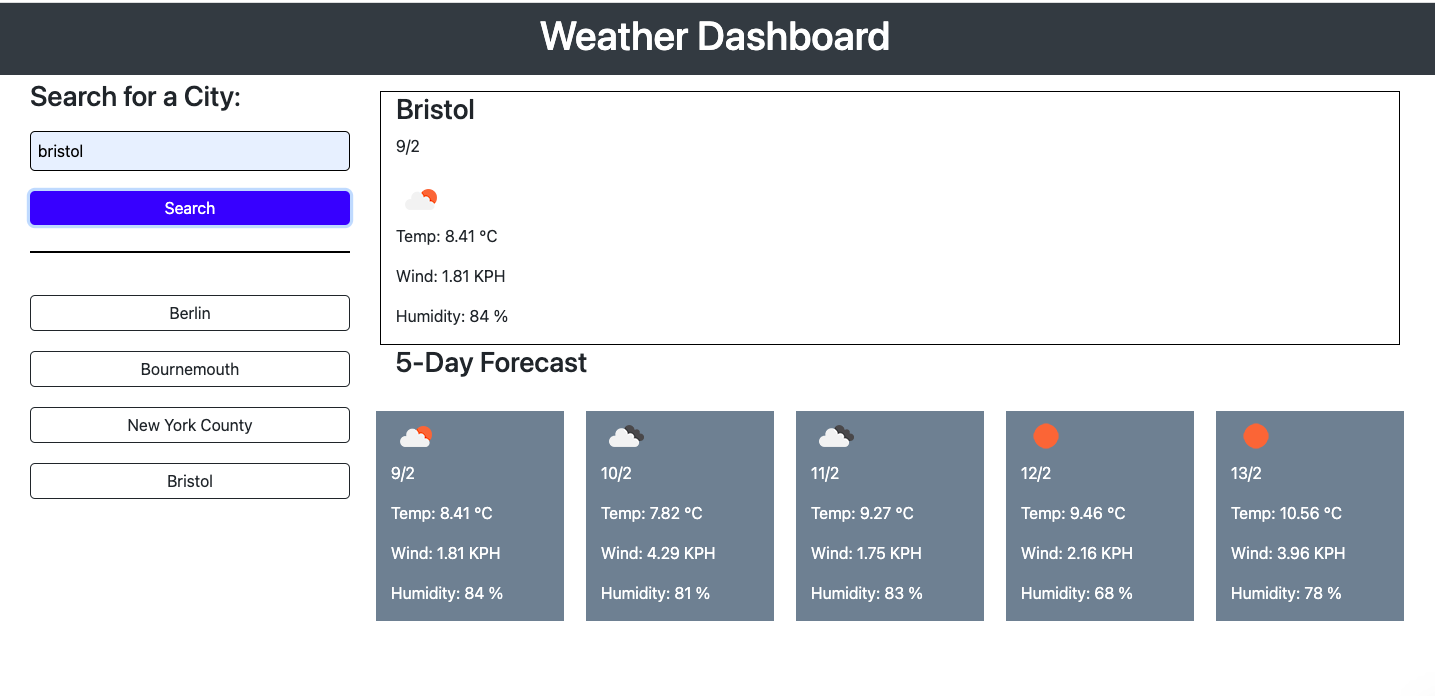 Weather Dashboard
Search for a City:
bristol
Search
Berlin
Bournemouth
New York County
Bristol
Bristol
9/2
Temp: 8.41 °C
Wind: 1.81 KPH
Humidity: 84 %
5-Day Forecast
9/2
Temp: 8.41 °C
Wind: 1.81 KPH
Humidity: 84 %
10/2
Temp: 7.82 °C
Wind: 4.29 KPH
Humidity: 81 %
11/2
Temp: 9.27 °C
Wind: 1.75 KPH
Humidity: 83 %
12/2
Temp: 9.46 °C
Wind: 2.16 KPH
Humidity: 68 %
13/2
Temp: 10.56 °C
Wind: 3.96 KPH
Humidity: 78 %